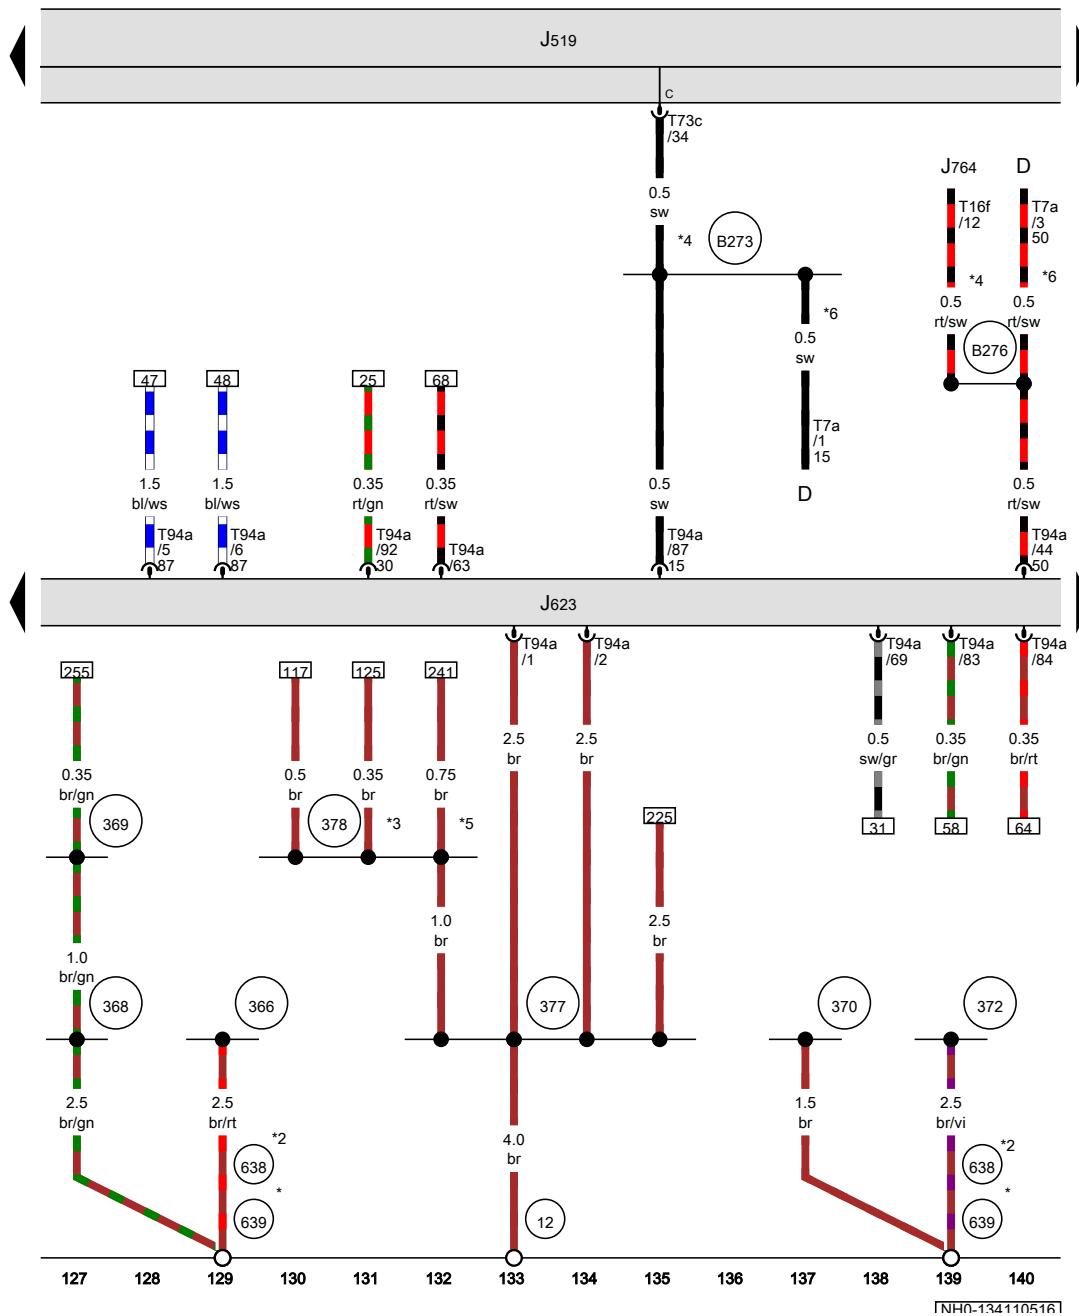 J519
c
T73c
/34
0.5
sw
*4
B273
*6
0.5
sw
T7a
/1
15
D
J764
D
T16f
/12
T7a
/3
50
*4
*6
0.5
rt/sw
0.5
rt/sw
B276
47
48
25
68
1.5
bl/ws
1.5
bl/ws
0.35
rt/gn
0.35
rt/sw
0.5
sw
0.5
rt/sw
T94a
/5
87
T94a
/6
87
T94a
/92
30
T94a
/63
T94a
/87
15
T94a
/44
50
J623
T94a
/1
T94a
/2
T94a
/69
T94a
/83
T94a
/84
255
117
125
241
2.5
br
2.5
br
0.5
sw/gr
0.35
br/gn
0.35
br/rt
0.35
br/gn
0.5
br
0.35
br
0.75
br
369
378
*3
*5
225
31
58
64
1.0
br/gn
1.0
br
2.5
br
368
366
377
370
372
2.5
br/gn
2.5
br/rt
4.0
br
1.5
br
2.5
br/vi
*2
638
*
639
12
*2
638
*
639
127 128 129 130 131 132 133 134 135 136 137 138 139 140
NH0-134110516